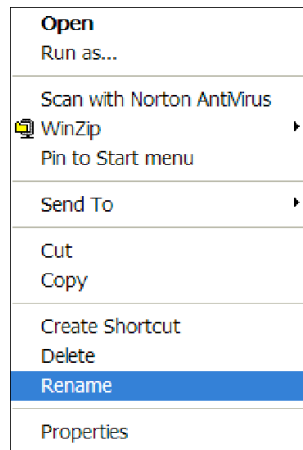 Open
Run as...
Scan with Norton AntiVirus
WinZip
Pin to Start menu
Send To
Cut
Copy
Create Shortcut
Delete
Rename
Properties